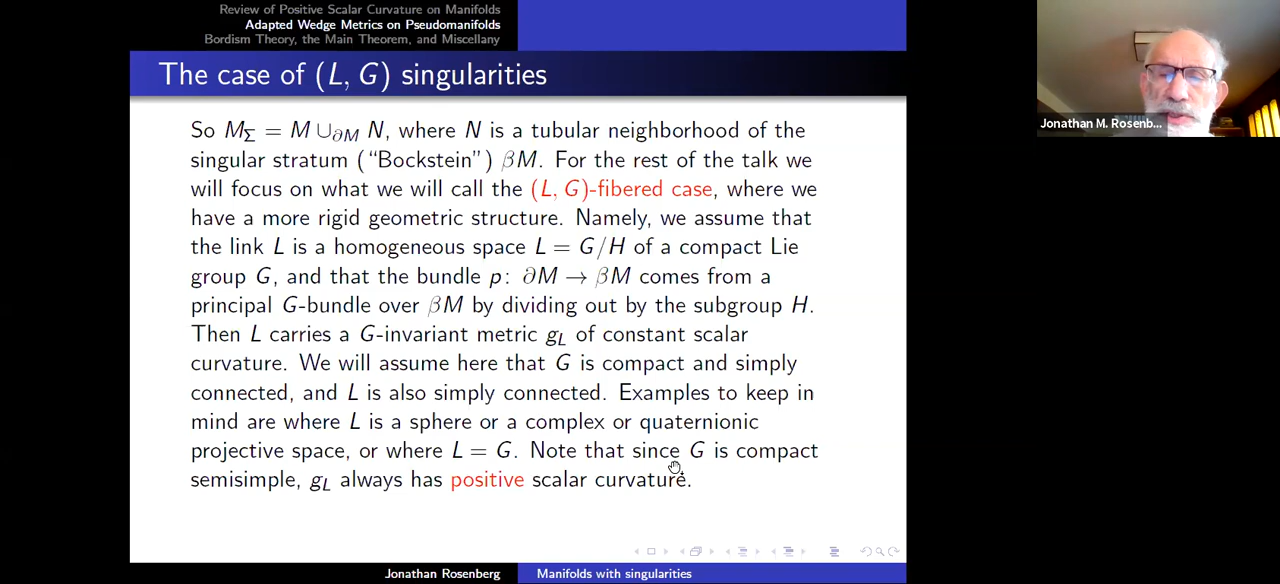 Review of Positive Scalar Curvature on Manifolds
Adapted Wedge Metrics on Pseudomanifolds
Bordism Theory, the Main Theorem, and Miscellany
The case of (L, G) singularities
So M_Σ = M ∪_∂M N, where N is a tubular neighborhood of the
singular stratum (“Bockstein”) βM. For the rest of the talk we
will focus on what we will call the (L, G)-fibered case, where we
have a more rigid geometric structure. Namely, we assume that
the link L is a homogeneous space L = G/H of a compact Lie
group G, and that the bundle p: ∂M → βM comes from a
principal G-bundle over βM by dividing out by the subgroup H.
Then L carries a G-invariant metric g_L of constant scalar
curvature. We will assume here that G is compact and simply
connected, and L is also simply connected. Examples to keep in
mind are where L is a sphere or a complex or quaternionic
projective space, or where L = G. Note that since G is compact
semisimple, g_L always has positive scalar curvature.
Jonathan Rosenberg
Manifolds with singularities
Jonathan M. Rosenb...